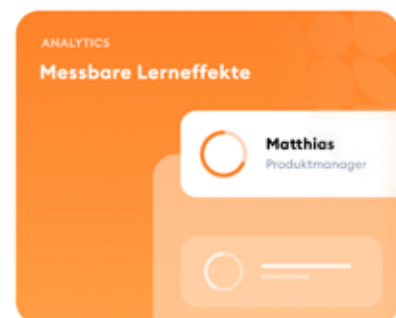 ANALYTICS
Messbare Lerneffekte
Matthias
Produktmanager